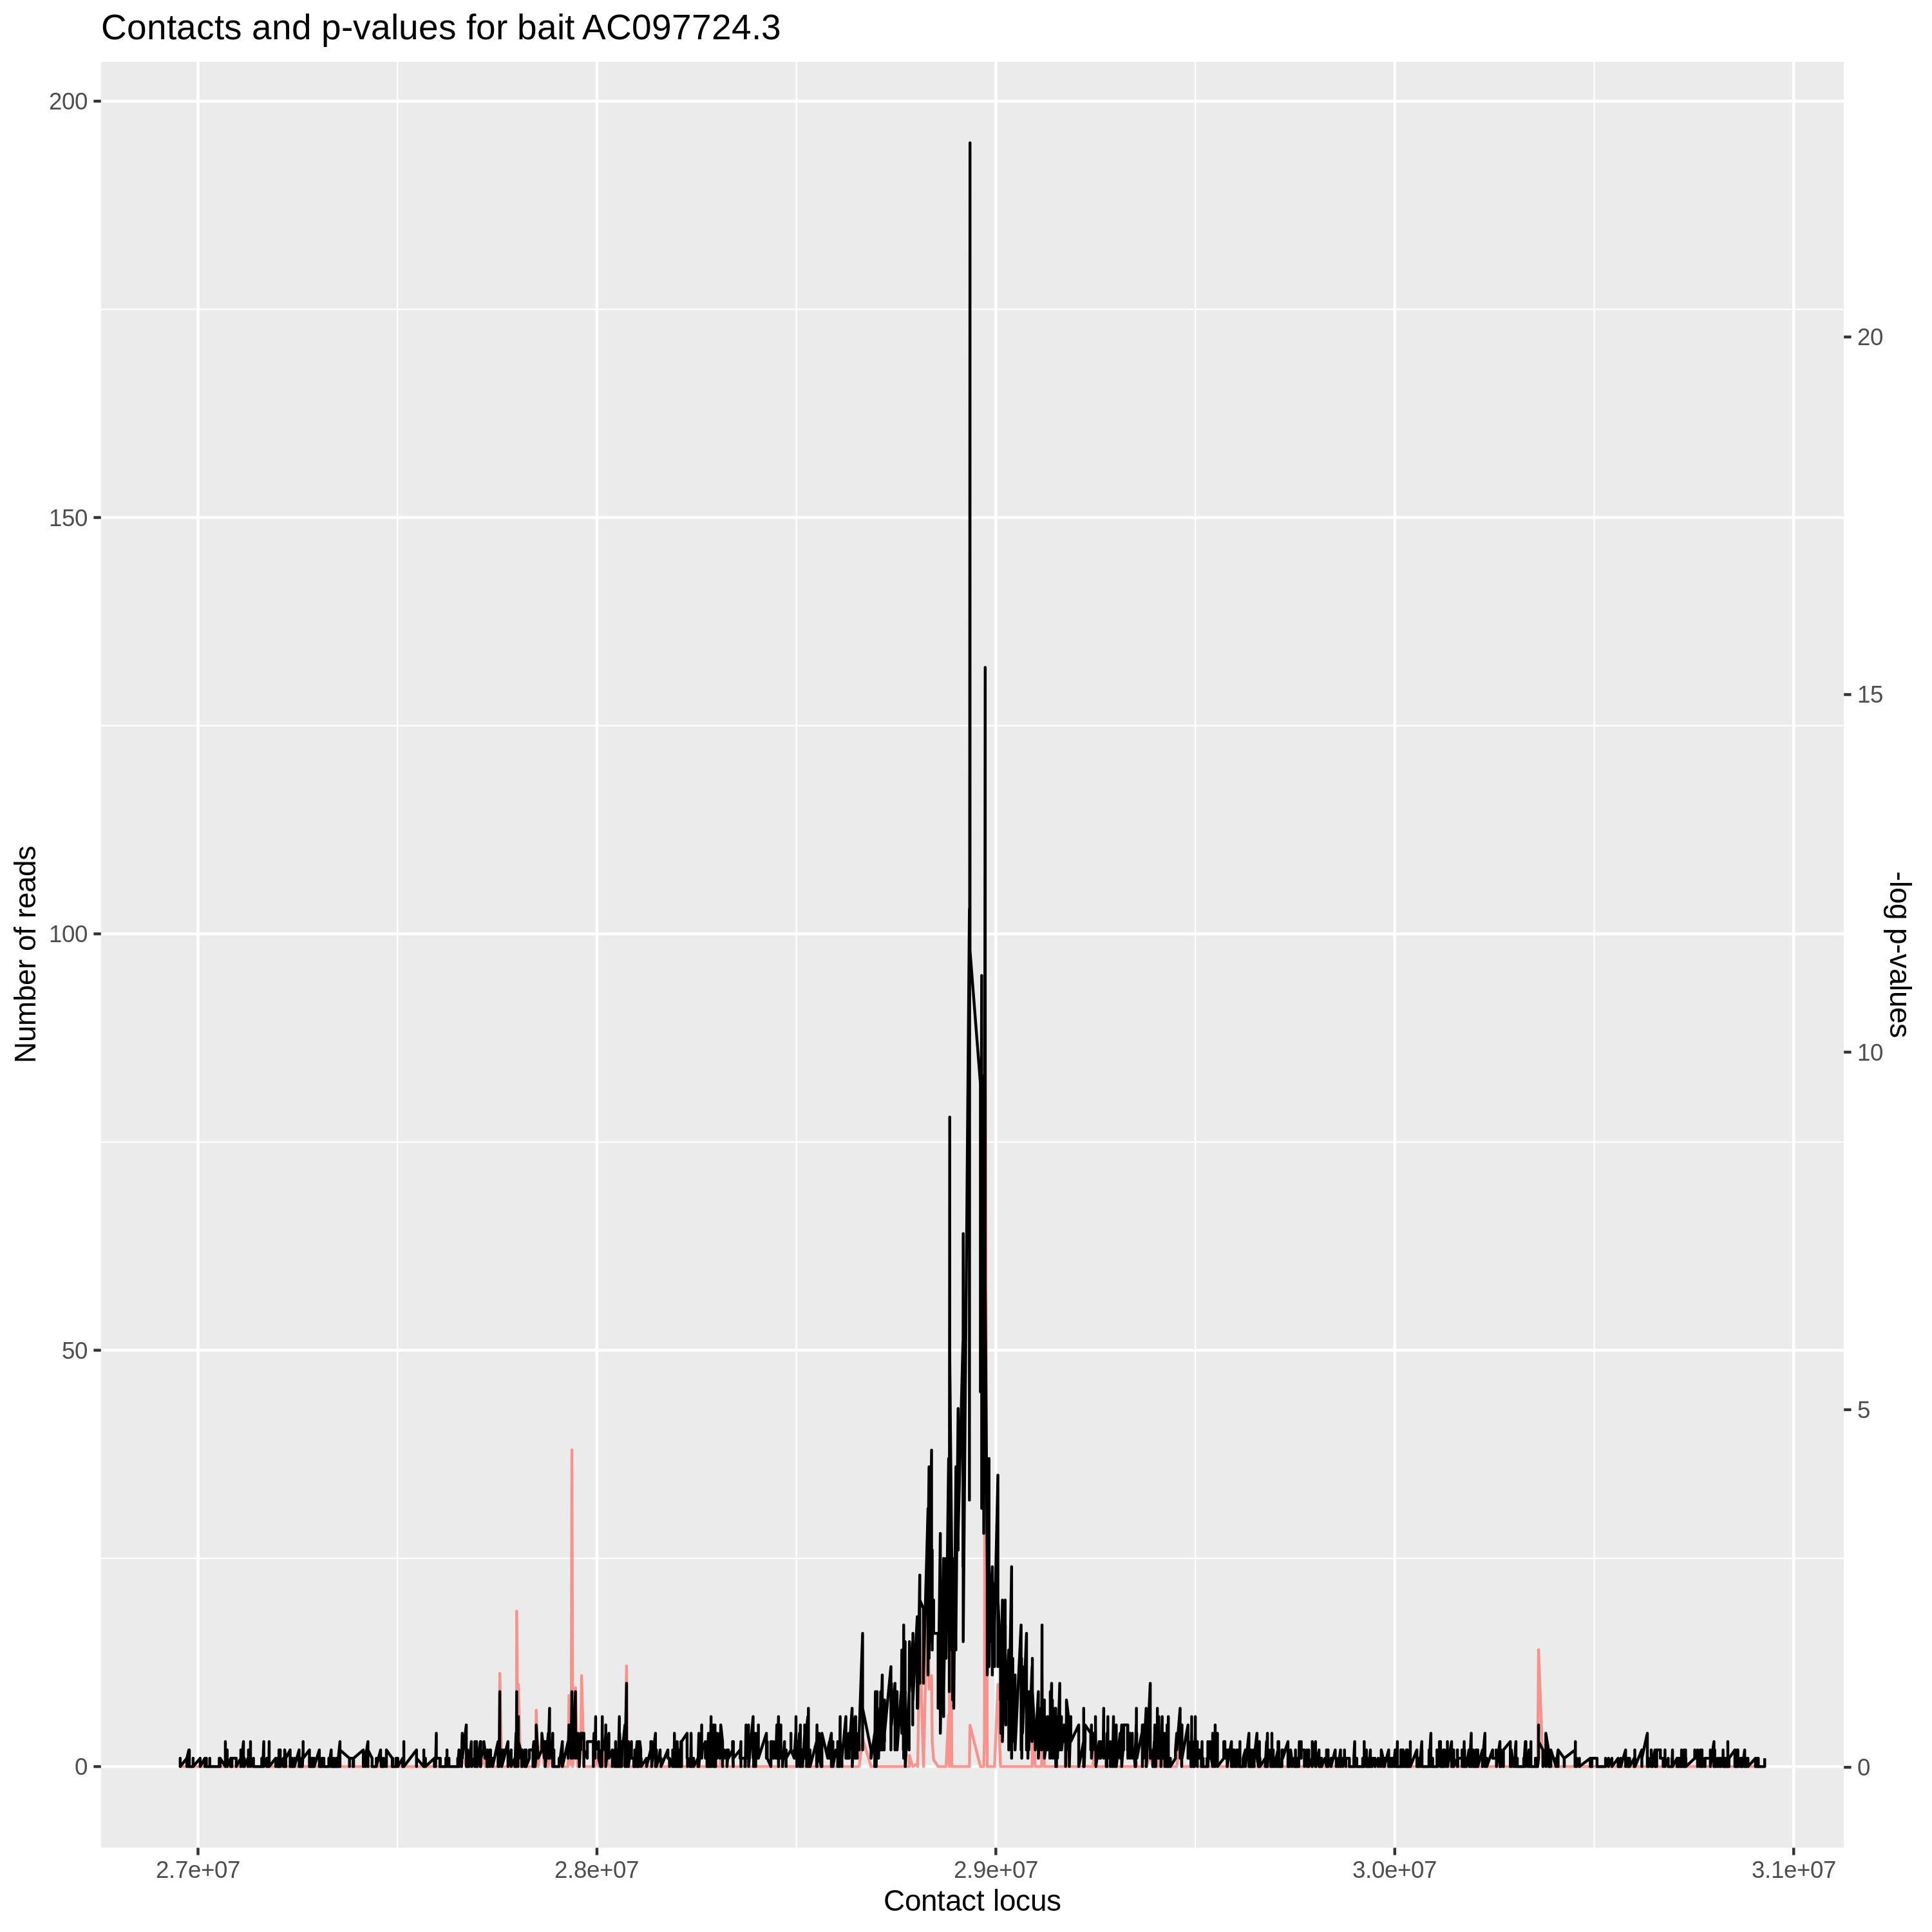 Contacts and p-values for bait AC097724.3
200
150
100
50
0
Number of reads
20
15
10
5
0
-log p-values
2.7e+07
2.8e+07
2.9e+07
3.0e+07
3.1e+07
Contact locus